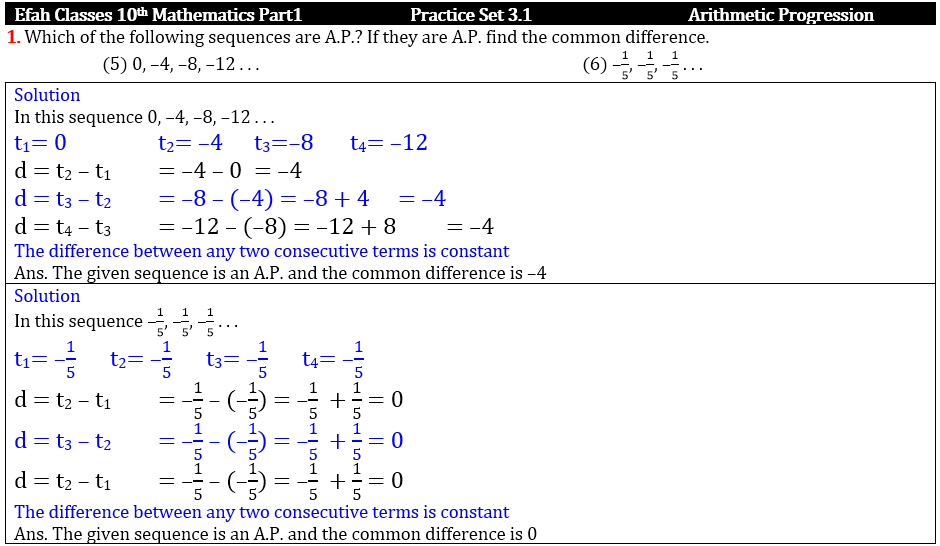 Efah Classes 10th Mathematics Part1 Practice Set 3.1 Arithmetic Progression
1. Which of the following sequences are A.P.? If they are A.P. find the common difference.
(5) 0, –4, –8, –12 . . . (6) –1/5, –1/5, –1/5 . . .
Solution
In this sequence 0, –4, –8, –12 . . .
t₁= 0 t₂= –4 t₃=–8 t₄= –12
d = t₂ – t₁ = –4 – 0 = –4
d = t₃ – t₂ = –8 – (–4) = –8 + 4 = –4
d = t₄ – t₃ = –12 – (–8) = –12 + 8 = –4
The difference between any two consecutive terms is constant
Ans. The given sequence is an A.P. and the common difference is –4
Solution
In this sequence –1/5, –1/5, –1/5 . . .
t₁= –1/5 t₂= –1/5 t₃= –1/5 t₄= –1/5
d = t₂ – t₁ = –1/5 – (–1/5) = –1/5 + 1/5 = 0
d = t₃ – t₂ = –1/5 – (–1/5) = –1/5 + 1/5 = 0
d = t₂ – t₁ = –1/5 – (–1/5) = –1/5 + 1/5 = 0
The difference between any two consecutive terms is constant
Ans. The given sequence is an A.P. and the common difference is 0